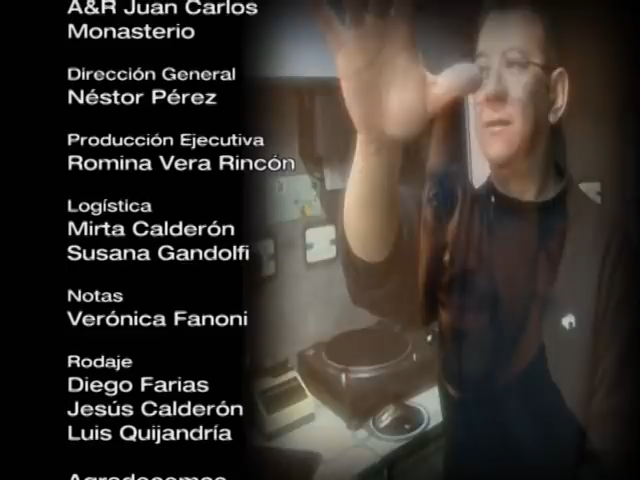 A&R Juan Carlos
Monasterio
Dirección General
Néstor Pérez
Producción Ejecutiva
Romina Vera Rincón
Logística
Mirta Calderón
Susana Gandolfi
Notas
Verónica Fanoni
Rodaje
Diego Farias
Jesús Calderón
Luis Quijandría
Agradecemos